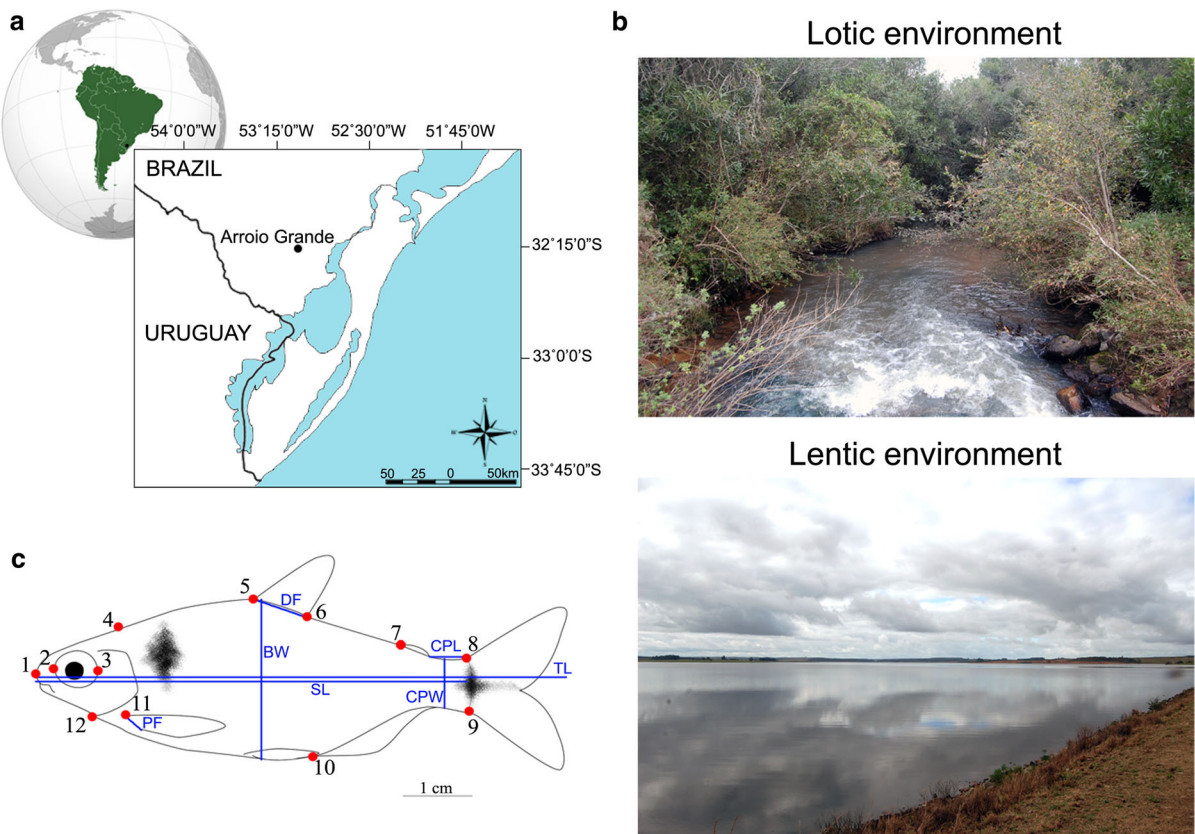 a
54°0'0"W
53°15'0"W
52°30'0"W
51°45'0"W
BRAZIL
Arroio Grande
32°15'0"S
URUGUAY
33°0'0"S
33°45'0"S
N
W
S
50 25 0 50km
b
Lotic environment
Lentic environment
c
1
2
3
4
5
6
7
8
9
10
11
12
DF
BW
CPL
TL
SL
CPW
PF
1 cm